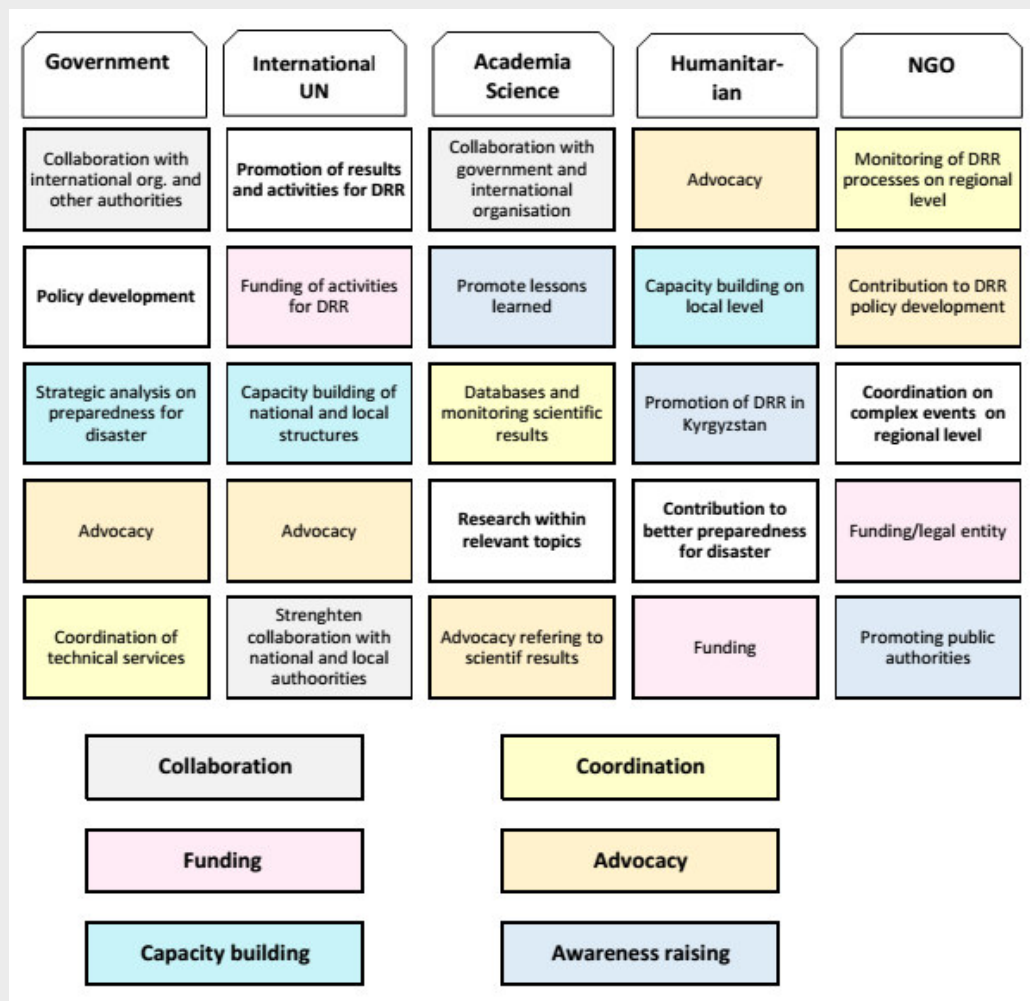 Government
International
UN
Academia
Science
Humanitar-
ian
NGO
Collaboration with
international org. and
other authorities
Promotion of results
and activities for DRR
Collaboration with
government and
international
organisation
Advocacy
Monitoring of DRR
processes on regional
level
Policy development
Funding of activities
for DRR
Promote lessons
learned
Capacity building on
local level
Contribution to DRR
policy development
Strategic analysis on
preparedness for
disaster
Capacity building of
national and local
structures
Databases and
monitoring scientific
results
Promotion of DRR in
Kyrgyzstan
Coordination on
complex events on
regional level
Advocacy
Advocacy
Research within
relevant topics
Contribution to
better preparedness
for disaster
Funding/legal entity
Coordination of
technical services
Strenghten
collaboration with
national and local
authoorities
Advocacy refering to
scientif results
Funding
Promoting public
authorities
Collaboration
Coordination
Funding
Advocacy
Capacity building
Awareness raising